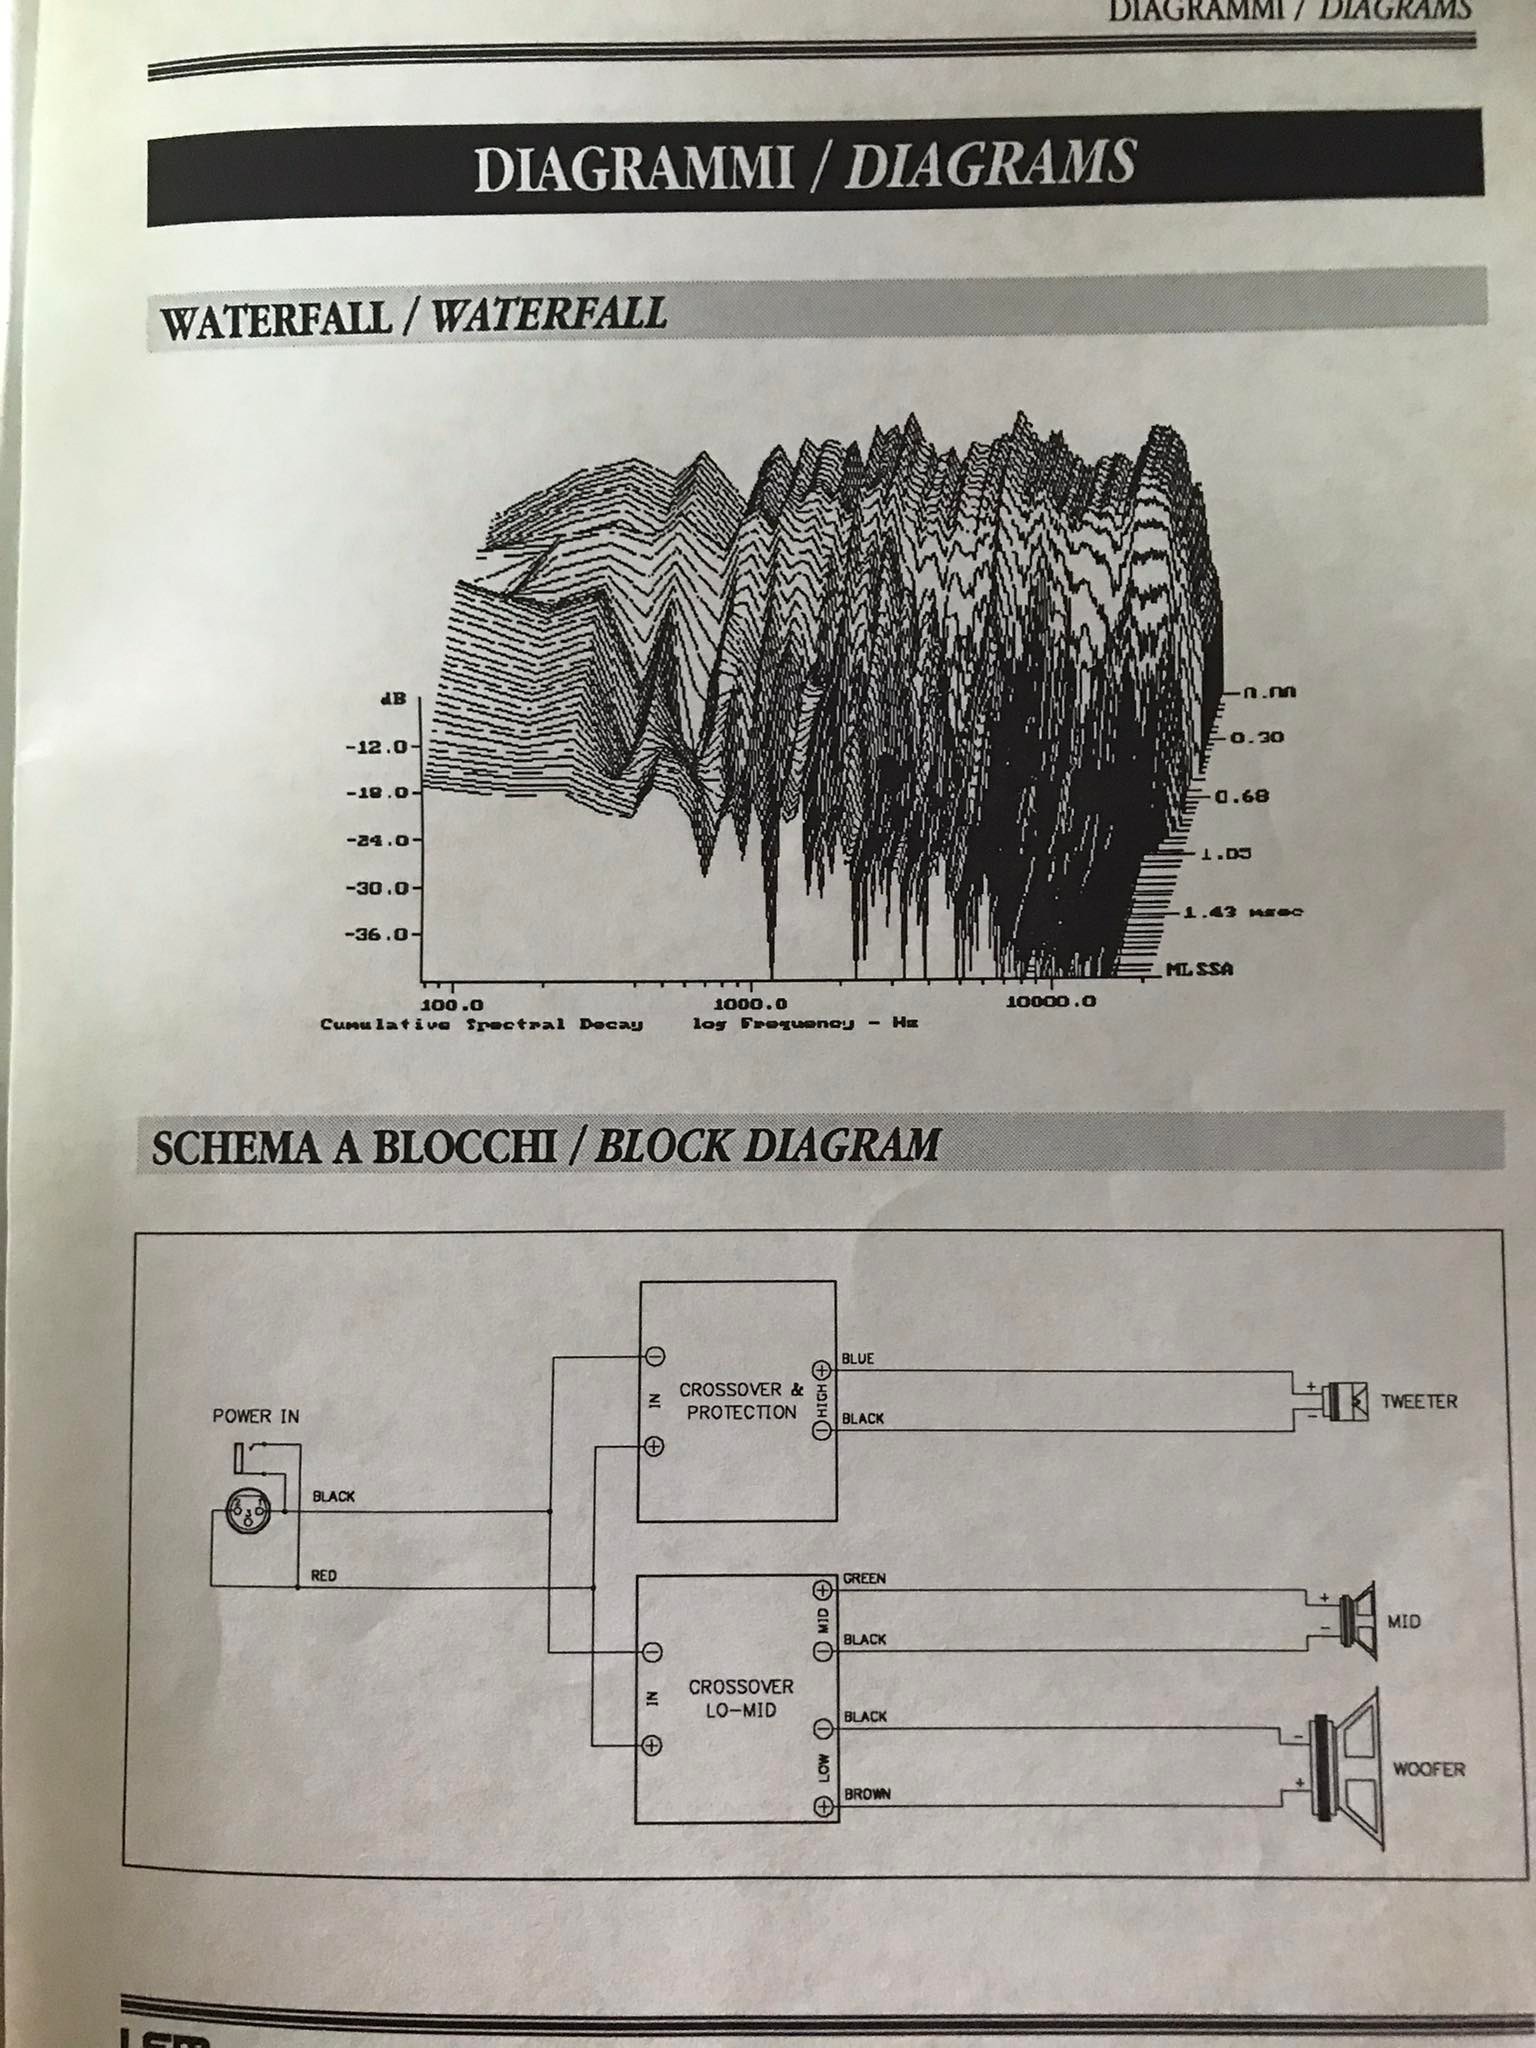 DIAGRAMMI / DIAGRAMS
DIAGRAMMI / DIAGRAMS
WATERFALL / WATERFALL
dB
-12.0
-18.0
-24.0
-30.0
-36.0
0.00
0.30
0.68
1.05
1.43 msec
MLSSA
100.0 1000.0 10000.0
Cumulative Spectral Decay log Frequency - Hz
SCHEMA A BLOCCHI / BLOCK DIAGRAM
POWER IN
2 1
3
BLACK
RED
− IN +
CROSSOVER &
PROTECTION
+ HIGH −
BLUE
BLACK
+
−
TWEETER
− IN +
CROSSOVER
LO-MID
+ MID −
GREEN
BLACK
+
−
MID
− LOW +
BLACK
BROWN
−
+
WOOFER
LEM